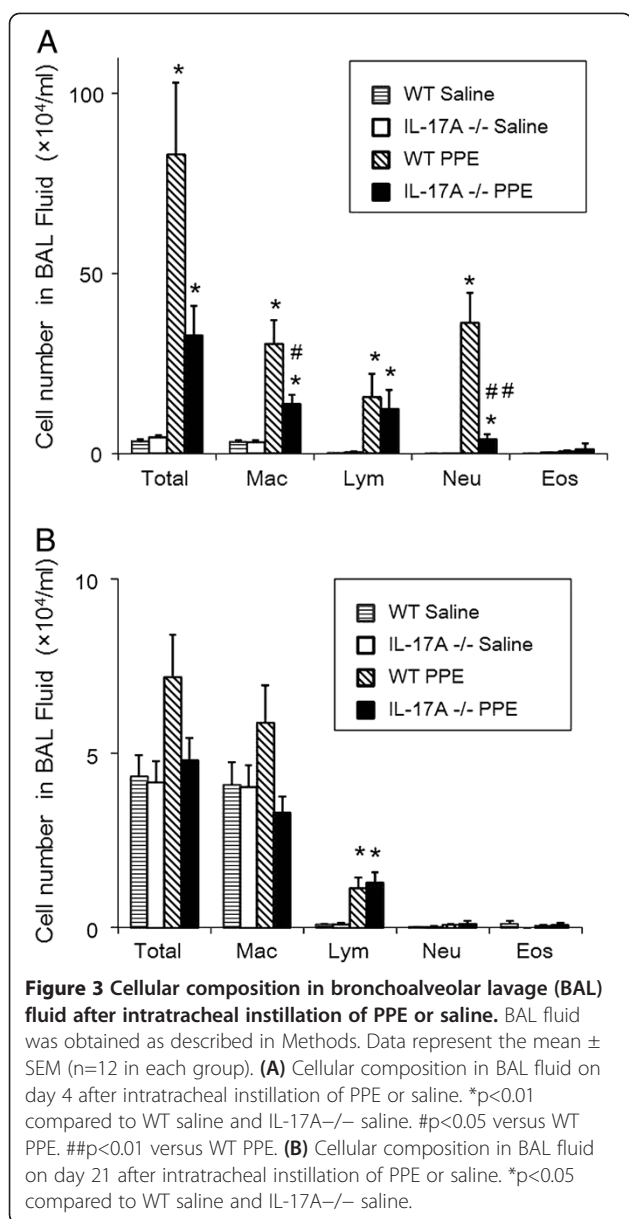 A
Cell number in BAL Fluid (×10⁴/ml)
100
50
0
WT Saline
IL-17A -/- Saline
WT PPE
IL-17A -/- PPE
* * * # * * * * ## *
Total Mac Lym Neu Eos
B
Cell number in BAL Fluid (×10⁴/ml)
10
5
0
WT Saline
IL-17A -/- Saline
WT PPE
IL-17A -/- PPE
* *
Total Mac Lym Neu Eos
Figure 3 Cellular composition in bronchoalveolar lavage (BAL)
fluid after intratracheal instillation of PPE or saline. BAL fluid
was obtained as described in Methods. Data represent the mean ±
SEM (n=12 in each group). (A) Cellular composition in BAL fluid on
day 4 after intratracheal instillation of PPE or saline. *p<0.01
compared to WT saline and IL-17A−/− saline. #p<0.05 versus WT
PPE. ##p<0.01 versus WT PPE. (B) Cellular composition in BAL fluid
on day 21 after intratracheal instillation of PPE or saline. *p<0.05
compared to WT saline and IL-17A−/− saline.